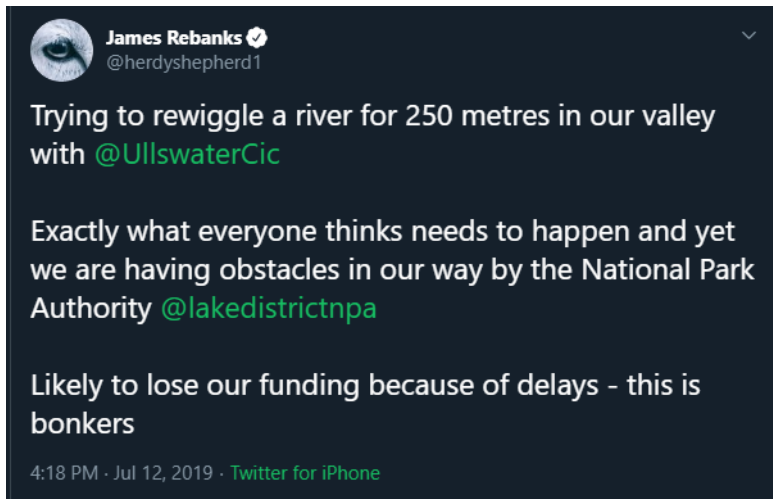 James Rebanks
@herdyshepherd1
Trying to rewiggle a river for 250 metres in our valley
with @UllswaterCic
Exactly what everyone thinks needs to happen and yet
we are having obstacles in our way by the National Park
Authority @lakedistrictnpa
Likely to lose our funding because of delays - this is
bonkers
4:18 PM · Jul 12, 2019 · Twitter for iPhone